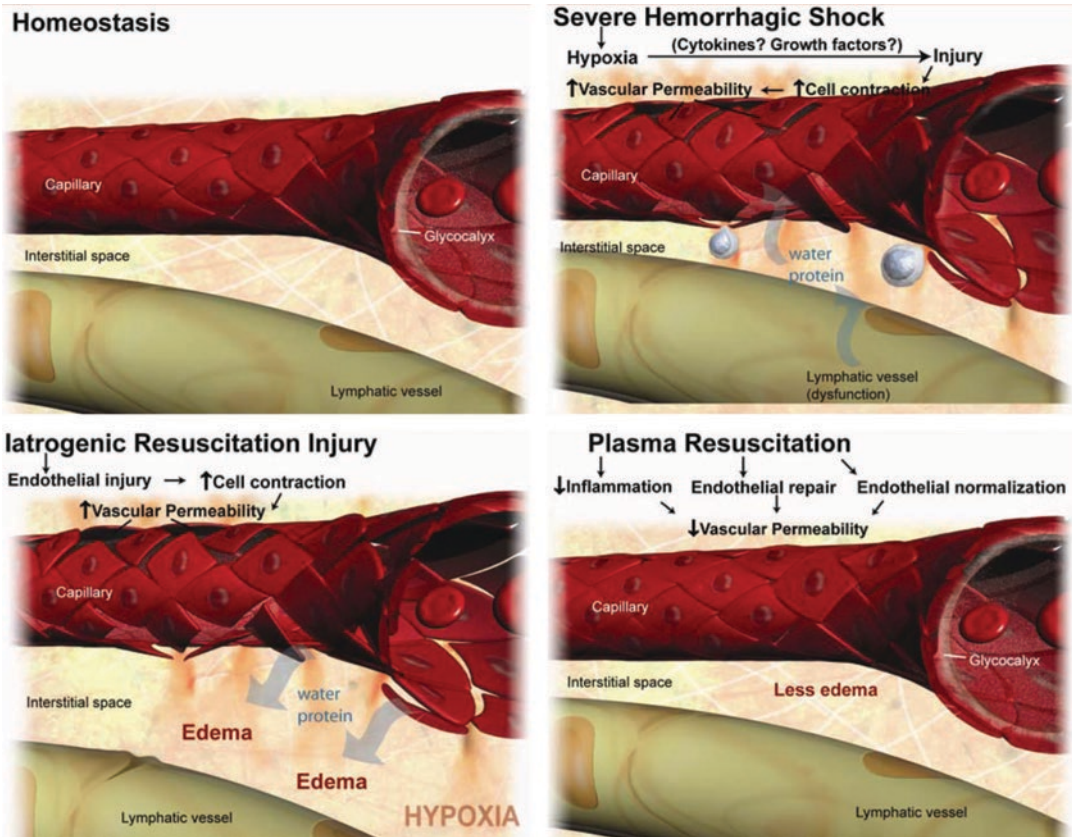 Homeostasis
Capillary
Glycocalyx
Interstitial space
Lymphatic vessel
Severe Hemorrhagic Shock
Hypoxia (Cytokines? Growth factors?) Injury
↑Vascular Permeability ← ↑Cell contraction
Capillary
Interstitial space
water
protein
Lymphatic vessel
(dysfunction)
Iatrogenic Resuscitation Injury
Endothelial injury → ↑Cell contraction
↑Vascular Permeability
Capillary
Interstitial space
water
protein
Edema
Edema
Lymphatic vessel
HYPOXIA
Plasma Resuscitation
↓Inflammation Endothelial repair Endothelial normalization
↓Vascular Permeability
Capillary
Glycocalyx
Interstitial space
Less edema
Lymphatic vessel